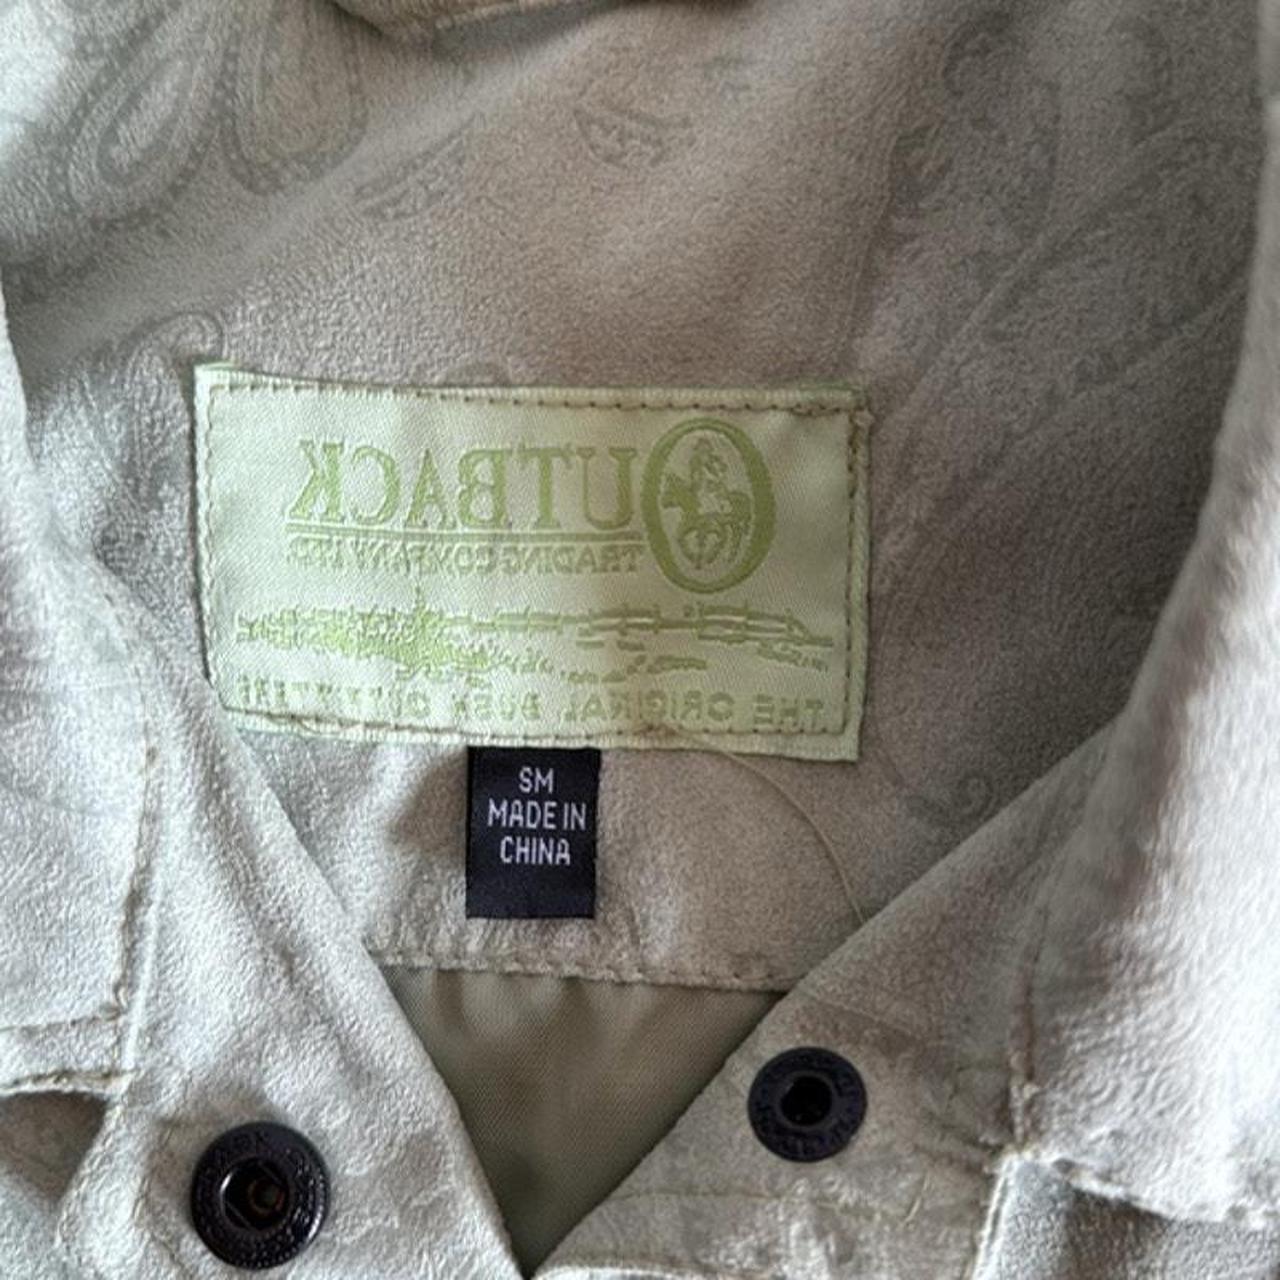 OUTBACK
TRADING COMPANY LTD
THE ORIGINAL BUSH OUTFITTERS
SM
MADE IN
CHINA